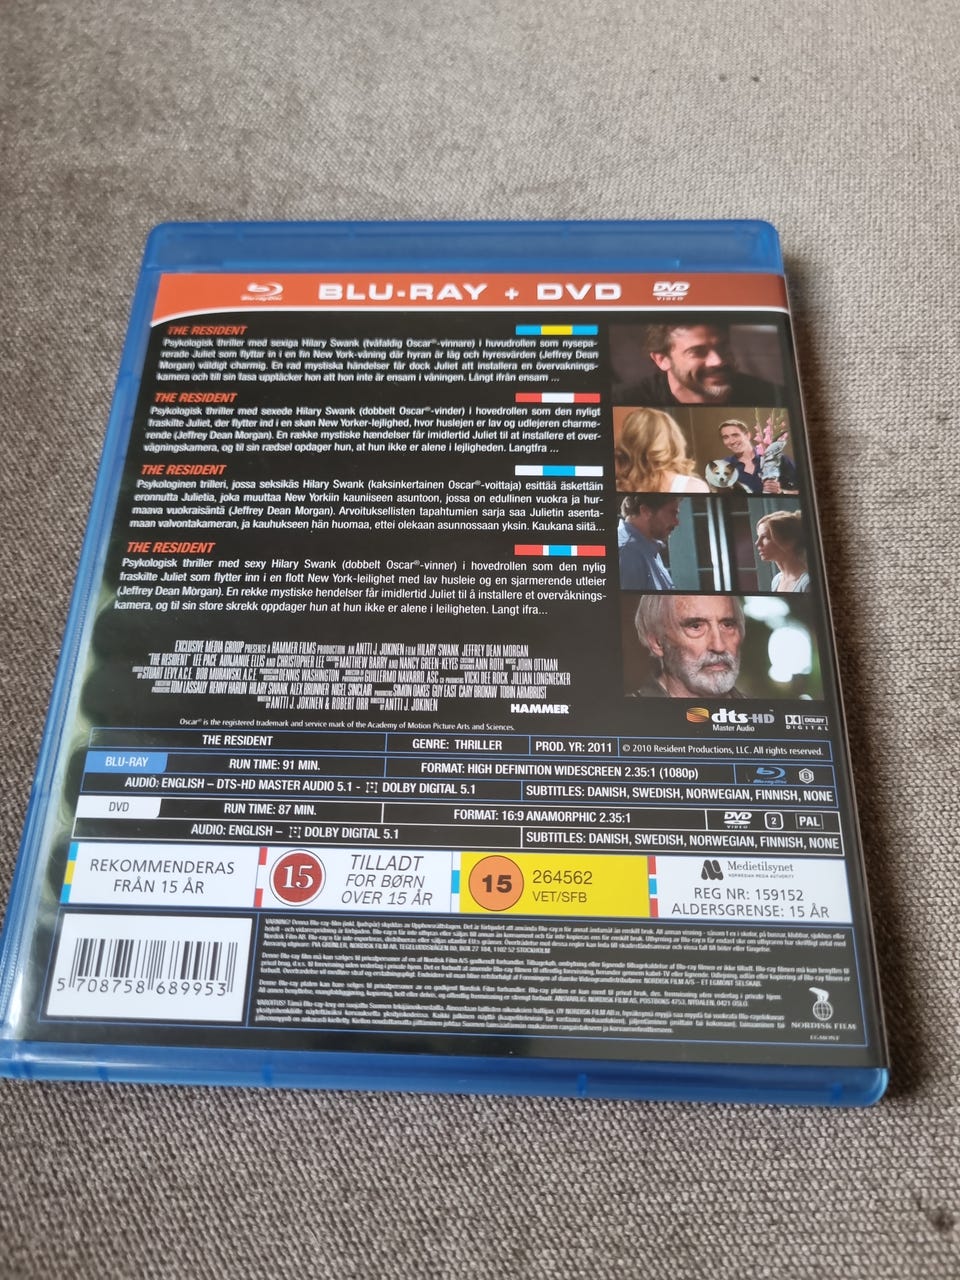 Blu-ray Disc BLU-RAY + DVD DVD VIDEO
THE RESIDENT
Psykologisk thriller med sexiga Hilary Swank (tvåfaldig Oscar®-vinnare) i huvudrollen som nysepa-
rerade Juliet som flyttar in i en fin New York-våning där hyran är låg och hyresvärden (Jeffrey Dean
Morgan) väldigt charmig. En rad mystiska händelser får dock Juliet att installera en övervaknings-
kamera och till sin fasa upptäcker hon att hon inte är ensam i våningen. Långt ifrån ensam ...
THE RESIDENT
Psykologisk thriller med sexede Hilary Swank (dobbelt Oscar®-vinder) i hovedrollen som den nyligt
fraskilte Juliet, der flytter ind i en skøn New Yorker-lejlighed, hvor huslejen er lav og udlejeren charme-
rende (Jeffrey Dean Morgan). En række mystiske hændelser får imidlertid Juliet til at installere et over-
vågningskamera, og til sin rædsel opdager hun, at hun ikke er alene i lejligheden. Langtfra ...
THE RESIDENT
Psykologinen trilleri, jossa seksikäs Hilary Swank (kaksinkertainen Oscar®-voittaja) esittää äskettäin
eronnutta Julietia, joka muuttaa New Yorkiin kauniiseen asuntoon, jossa on edullinen vuokra ja hur-
maava vuokraisäntä (Jeffrey Dean Morgan). Arvoituksellisten tapahtumien sarja saa Julietin asenta-
maan valvontakameran, ja kauhukseen hän huomaa, ettei olekaan asunnossaan yksin. Kaukana siitä...
THE RESIDENT
Psykologisk thriller med sexy Hilary Swank (dobbelt Oscar®-vinner) i hovedrollen som den nylig
fraskilte Juliet som flytter inn i en flott New York-leilighet med lav husleie og en sjarmerende utleier
(Jeffrey Dean Morgan). En rekke mystiske hendelser får imidlertid Juliet til å installere et overvåknings-
kamera, og til sin store skrekk oppdager hun at hun ikke er alene i leiligheten. Langt ifra...
EXCLUSIVE MEDIA GROUP PRESENTS A HAMMER FILMS PRODUCTION AN ANTTI J. JOKINEN FILM HILARY SWANK JEFFREY DEAN MORGAN
"THE RESIDENT" LEE PACE AUNJANUE ELLIS AND CHRISTOPHER LEE MATTHEW BARRY AND NANCY GREEN-KEYES ANN ROTH JOHN OTTMAN
STUART LEVY A.C.E. BOB MURAWSKI A.C.E. DENNIS WASHINGTON GUILLERMO NAVARRO, ASC VICKI DEE ROCK JILLIAN LONGNECKER
TOM LASSALLY RENNY HARLIN HILARY SWANK ALEX BRUNNER NIGEL SINCLAIR SIMON OAKES GUY EAST CARY BROKAW TOBIN ARMBRUST
ANTTI J. JOKINEN & ROBERT ORR ANTTI J. JOKINEN
HAMMER
dts-HD Master Audio
DOLBY DIGITAL
Oscar® is the registered trademark and service mark of the Academy of Motion Picture Arts and Sciences.
THE RESIDENT GENRE: THRILLER PROD. YR: 2011 © 2010 Resident Productions, LLC. All rights reserved.
BLU-RAY RUN TIME: 91 MIN. FORMAT: HIGH DEFINITION WIDESCREEN 2.35:1 (1080p) Blu-ray Disc B
AUDIO: ENGLISH – DTS-HD MASTER AUDIO 5.1 - DOLBY DIGITAL 5.1 SUBTITLES: DANISH, SWEDISH, NORWEGIAN, FINNISH, NONE
DVD RUN TIME: 87 MIN. FORMAT: 16:9 ANAMORPHIC 2.35:1 DVD VIDEO 2 PAL
AUDIO: ENGLISH – DOLBY DIGITAL 5.1 SUBTITLES: DANISH, SWEDISH, NORWEGIAN, FINNISH, NONE
REKOMMENDERAS
FRÅN 15 ÅR
15
TILLADT
FOR BØRN
OVER 15 ÅR
15
264562
VET/SFB
Medietilsynet
NORWEGIAN MEDIA AUTHORITY
REG NR: 159152
ALDERSGRENSE: 15 ÅR
5 708758 689953
NORDISK FILM
EGMONT